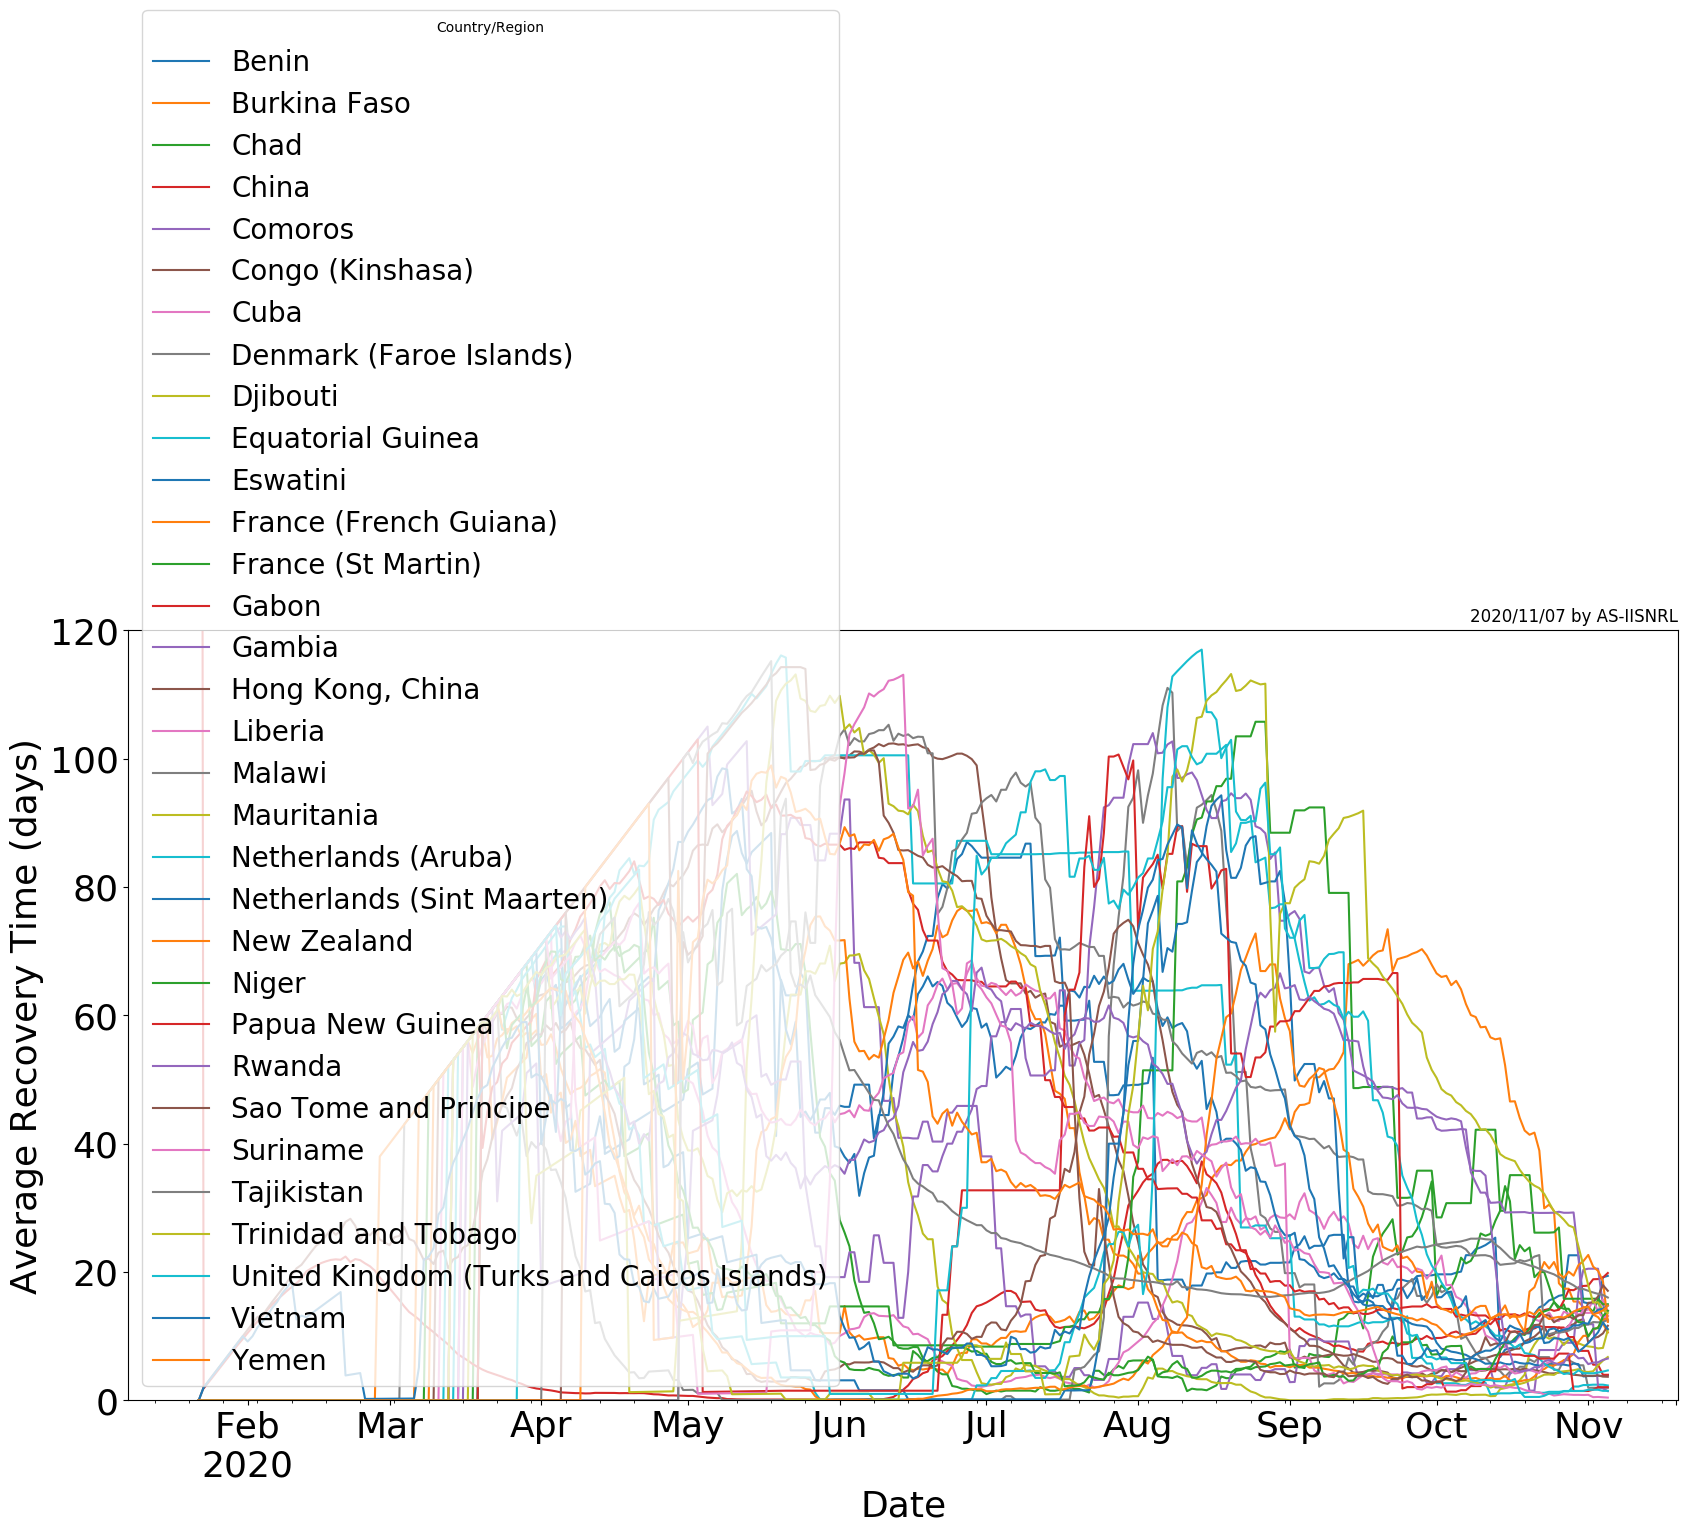 Country/Region
Benin
Burkina Faso
Chad
China
Comoros
Congo (Kinshasa)
Cuba
Denmark (Faroe Islands)
Djibouti
Equatorial Guinea
Eswatini
France (French Guiana)
France (St Martin)
Gabon
Gambia
Hong Kong, China
Liberia
Malawi
Mauritania
Netherlands (Aruba)
Netherlands (Sint Maarten)
New Zealand
Niger
Papua New Guinea
Rwanda
Sao Tome and Principe
Suriname
Tajikistan
Trinidad and Tobago
United Kingdom (Turks and Caicos Islands)
Vietnam
Yemen
2020/11/07 by AS-IISNRL
Average Recovery Time (days)
120
100
80
60
40
20
0
Feb Mar Apr May Jun Jul Aug Sep Oct Nov
2020
Date